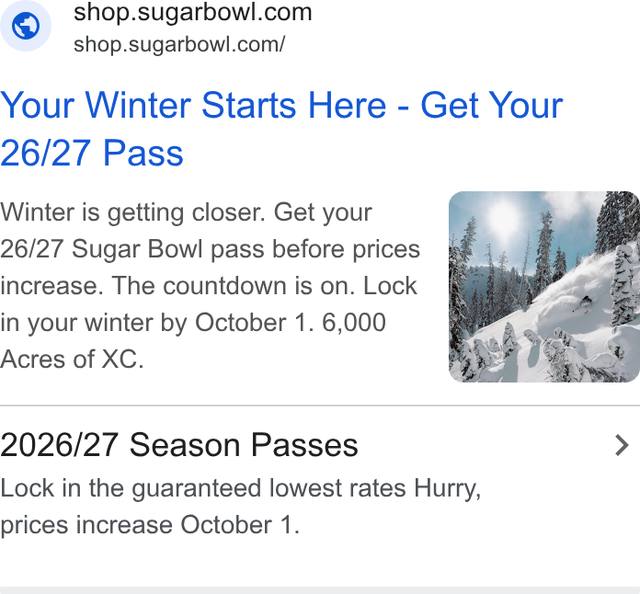 shop.sugarbowl.com
shop.sugarbowl.com/
Your Winter Starts Here - Get Your
26/27 Pass
Winter is getting closer. Get your
26/27 Sugar Bowl pass before prices
increase. The countdown is on. Lock
in your winter by October 1. 6,000
Acres of XC.
2026/27 Season Passes
Lock in the guaranteed lowest rates Hurry,
prices increase October 1.